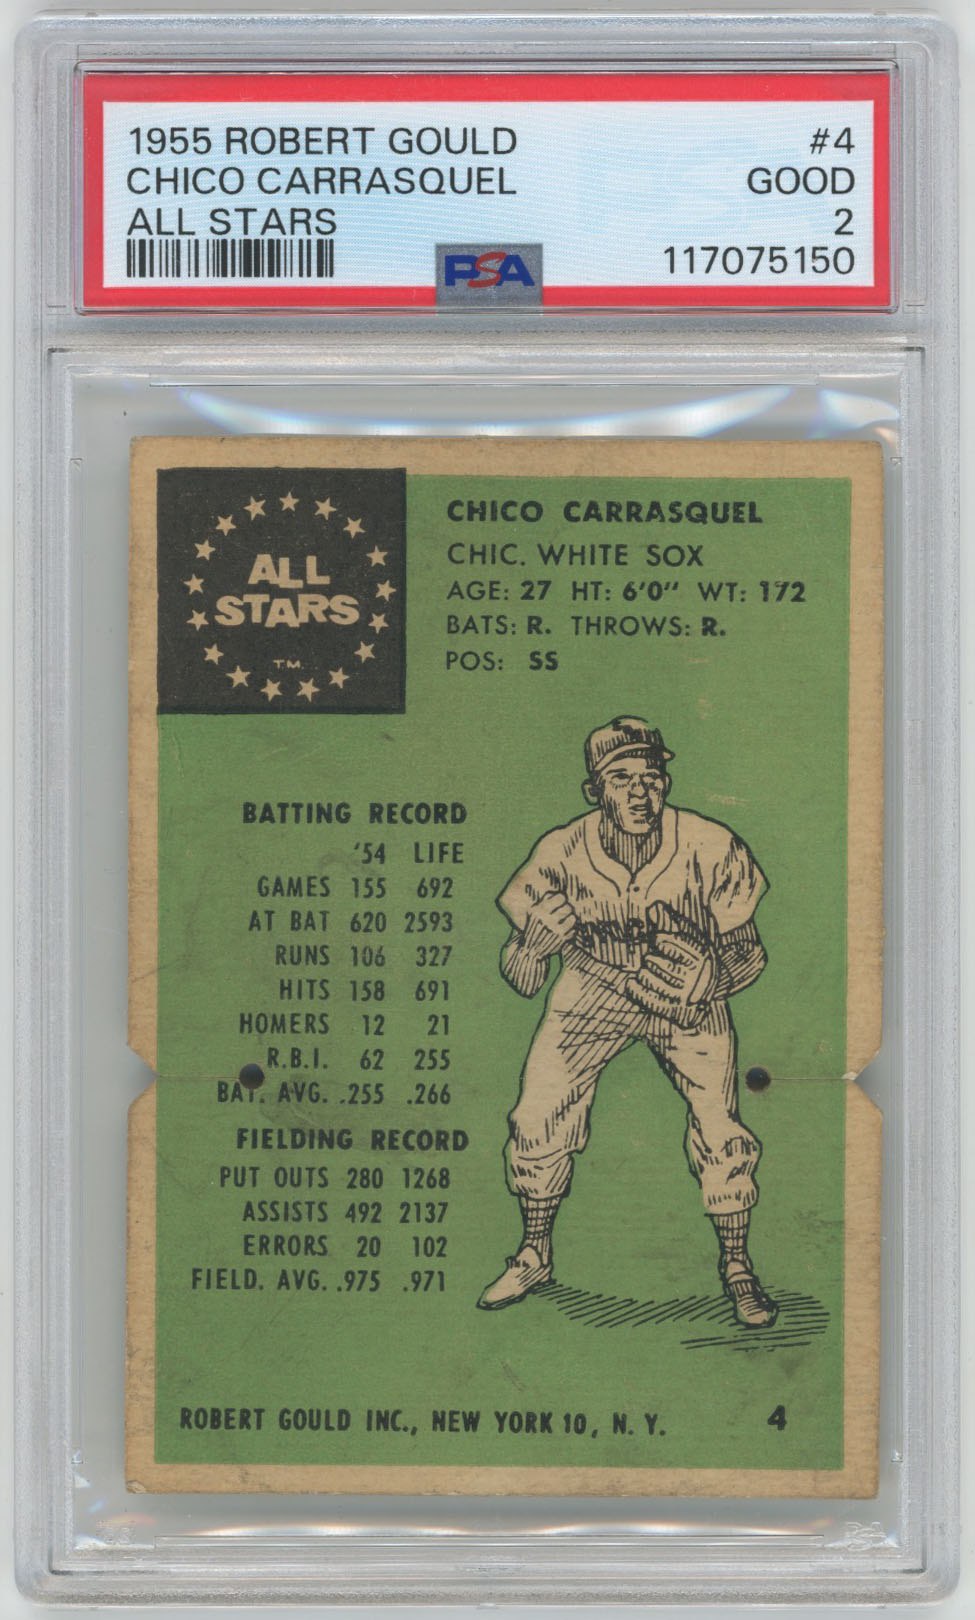 1955 ROBERT GOULD #4
CHICO CARRASQUEL GOOD
ALL STARS 2
PSA 117075150
ALL
STARS
T.M.
CHICO CARRASQUEL
CHIC. WHITE SOX
AGE: 27 HT: 6'0" WT: 172
BATS: R. THROWS: R.
POS: SS
BATTING RECORD
'54 LIFE
GAMES 155 692
AT BAT 620 2593
RUNS 106 327
HITS 158 691
HOMERS 12 21
R.B.I. 62 255
BAT. AVG. .255 .266
FIELDING RECORD
PUT OUTS 280 1268
ASSISTS 492 2137
ERRORS 20 102
FIELD. AVG. .975 .971
ROBERT GOULD INC., NEW YORK 10, N. Y. 4